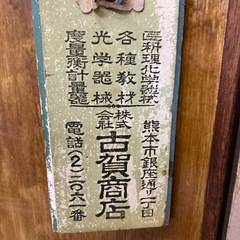 医科理化学器械
各種教材
光学器械
度量衡計量器
熊本市銀座通り一丁目
株式会社
古賀商店
電話(2)二〇六一番